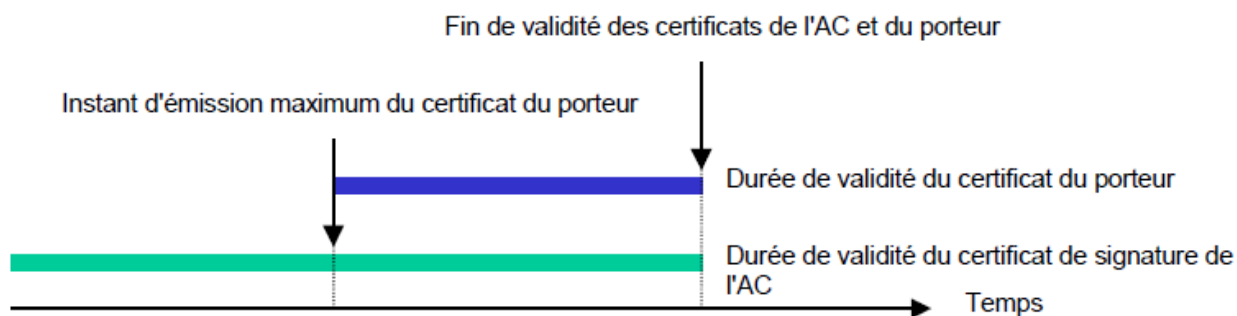 Fin de validité des certificats de l'AC et du porteur
Instant d'émission maximum du certificat du porteur
Durée de validité du certificat du porteur
Durée de validité du certificat de signature de
l'AC
Temps